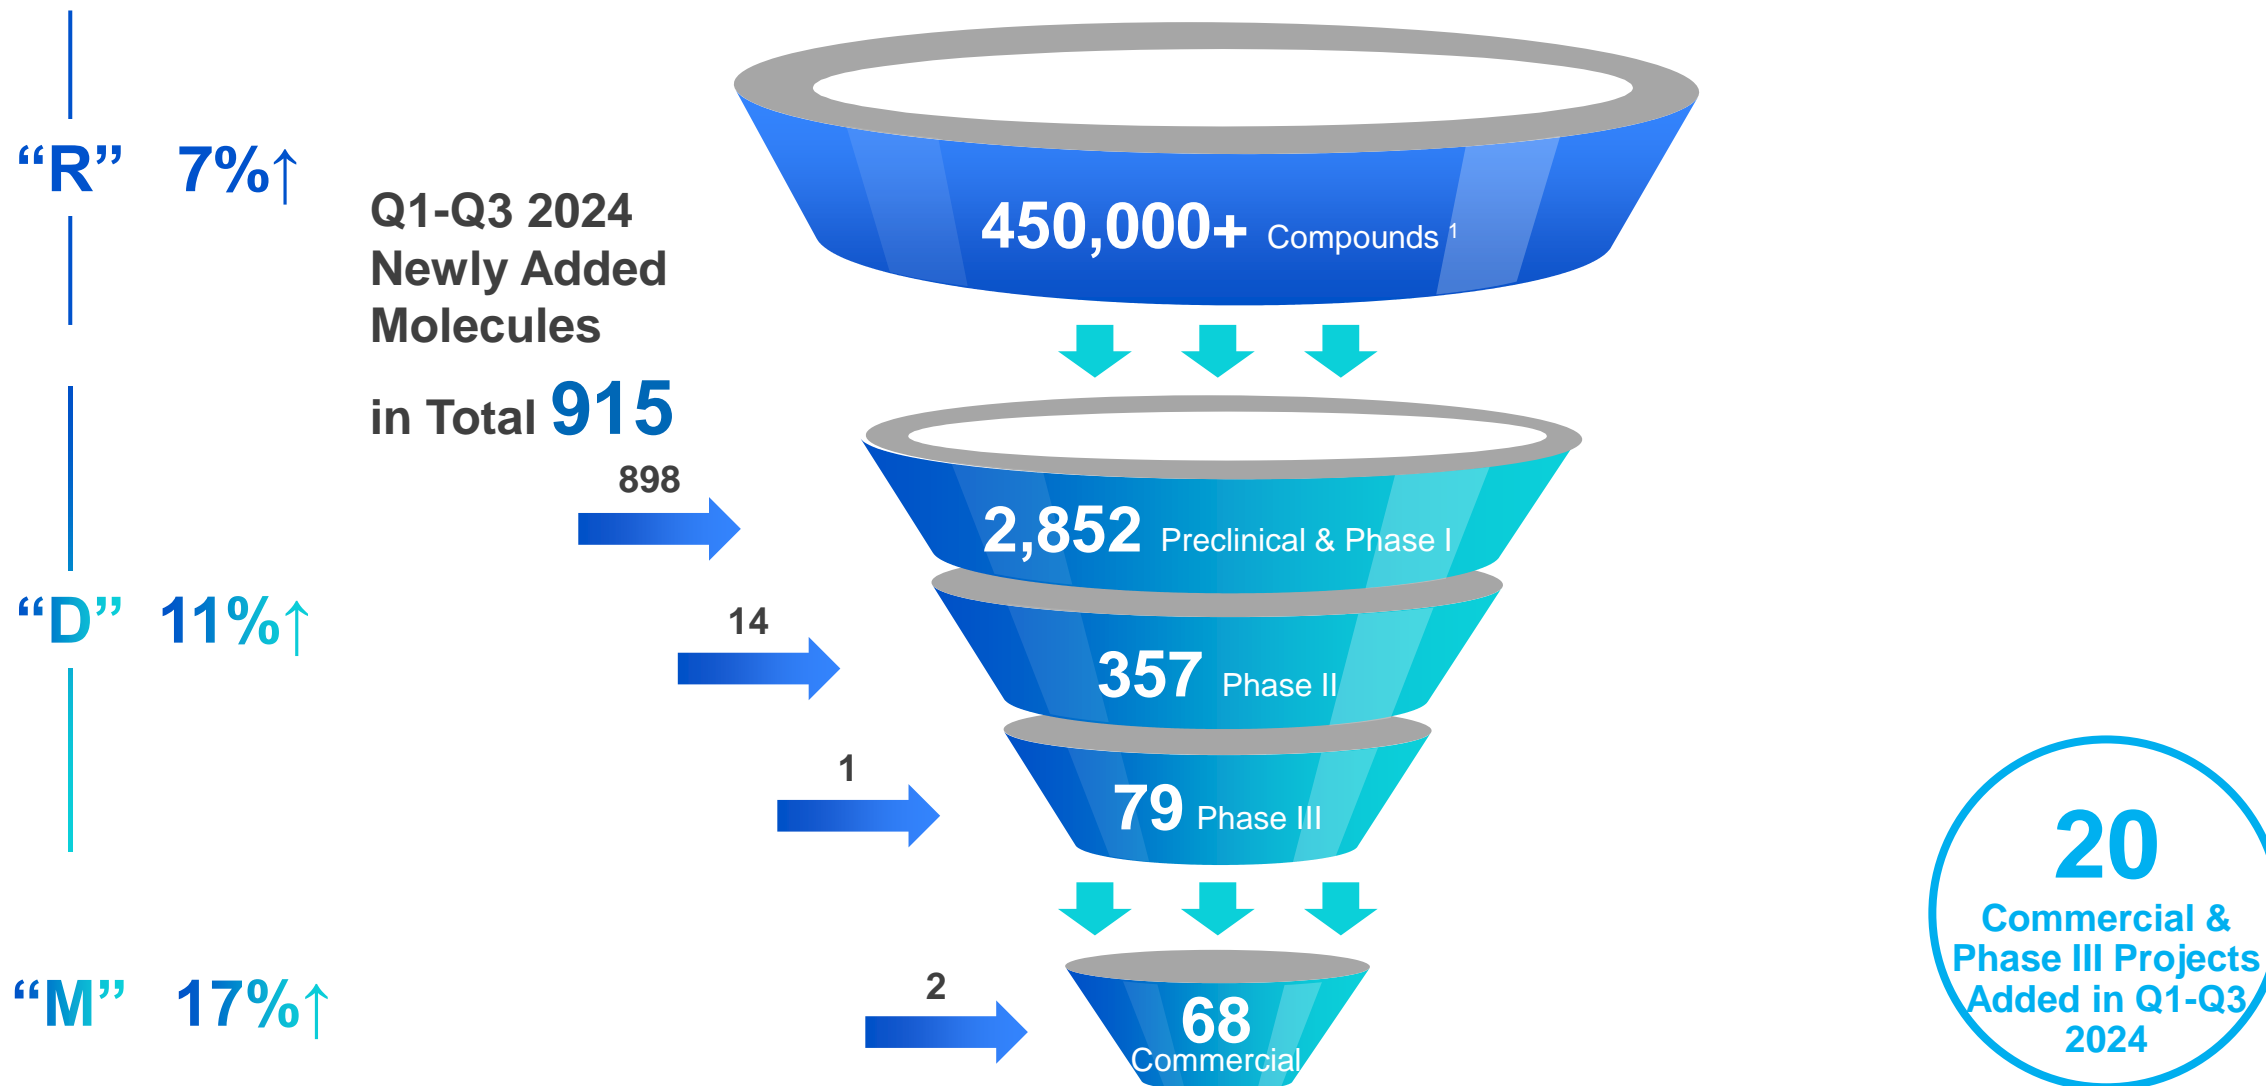 “R” 7%↑
Q1-Q3 2024
Newly Added
Molecules
in Total 915
450,000+ Compounds 1
898
2,852 Preclinical & Phase I
“D” 11%↑
14
357 Phase II
1
79 Phase III
“M” 17%↑
2
68
Commercial
20
Commercial &
Phase III Projects
Added in Q1-Q3
2024